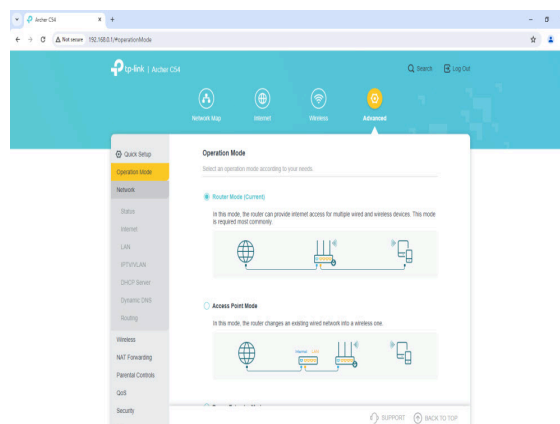 Archer C54
Not secure 192.168.0.1/#operationMode
tp-link | Archer C54
Search Log Out
Network Map Internet Wireless Advanced
Quick Setup
Operation Mode
Network
Status
Internet
LAN
IPTV/VLAN
DHCP Server
Dynamic DNS
Routing
Wireless
NAT Forwarding
Parental Controls
QoS
Security
Operation Mode
Select an operation mode according to your needs.
Router Mode (Current)
In this mode, the router can provide internet access for multiple wired and wireless devices. This mode
is required most commonly.
Access Point Mode
In this mode, the router changes an existing wired network into a wireless one.
Internet LAN
SUPPORT BACK TO TOP